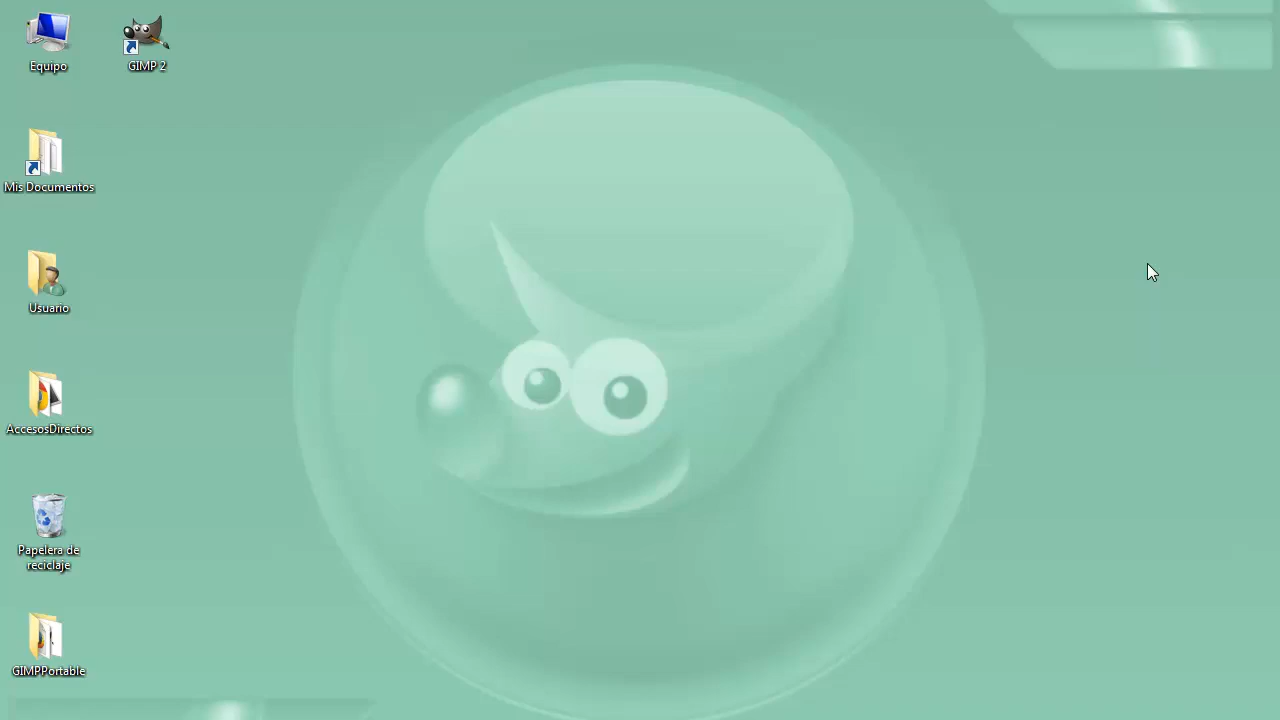 Equipo
GIMP 2
Mis Documentos
Usuario
AccesosDirectos
Papelera de
reciclaje
GIMPPortable